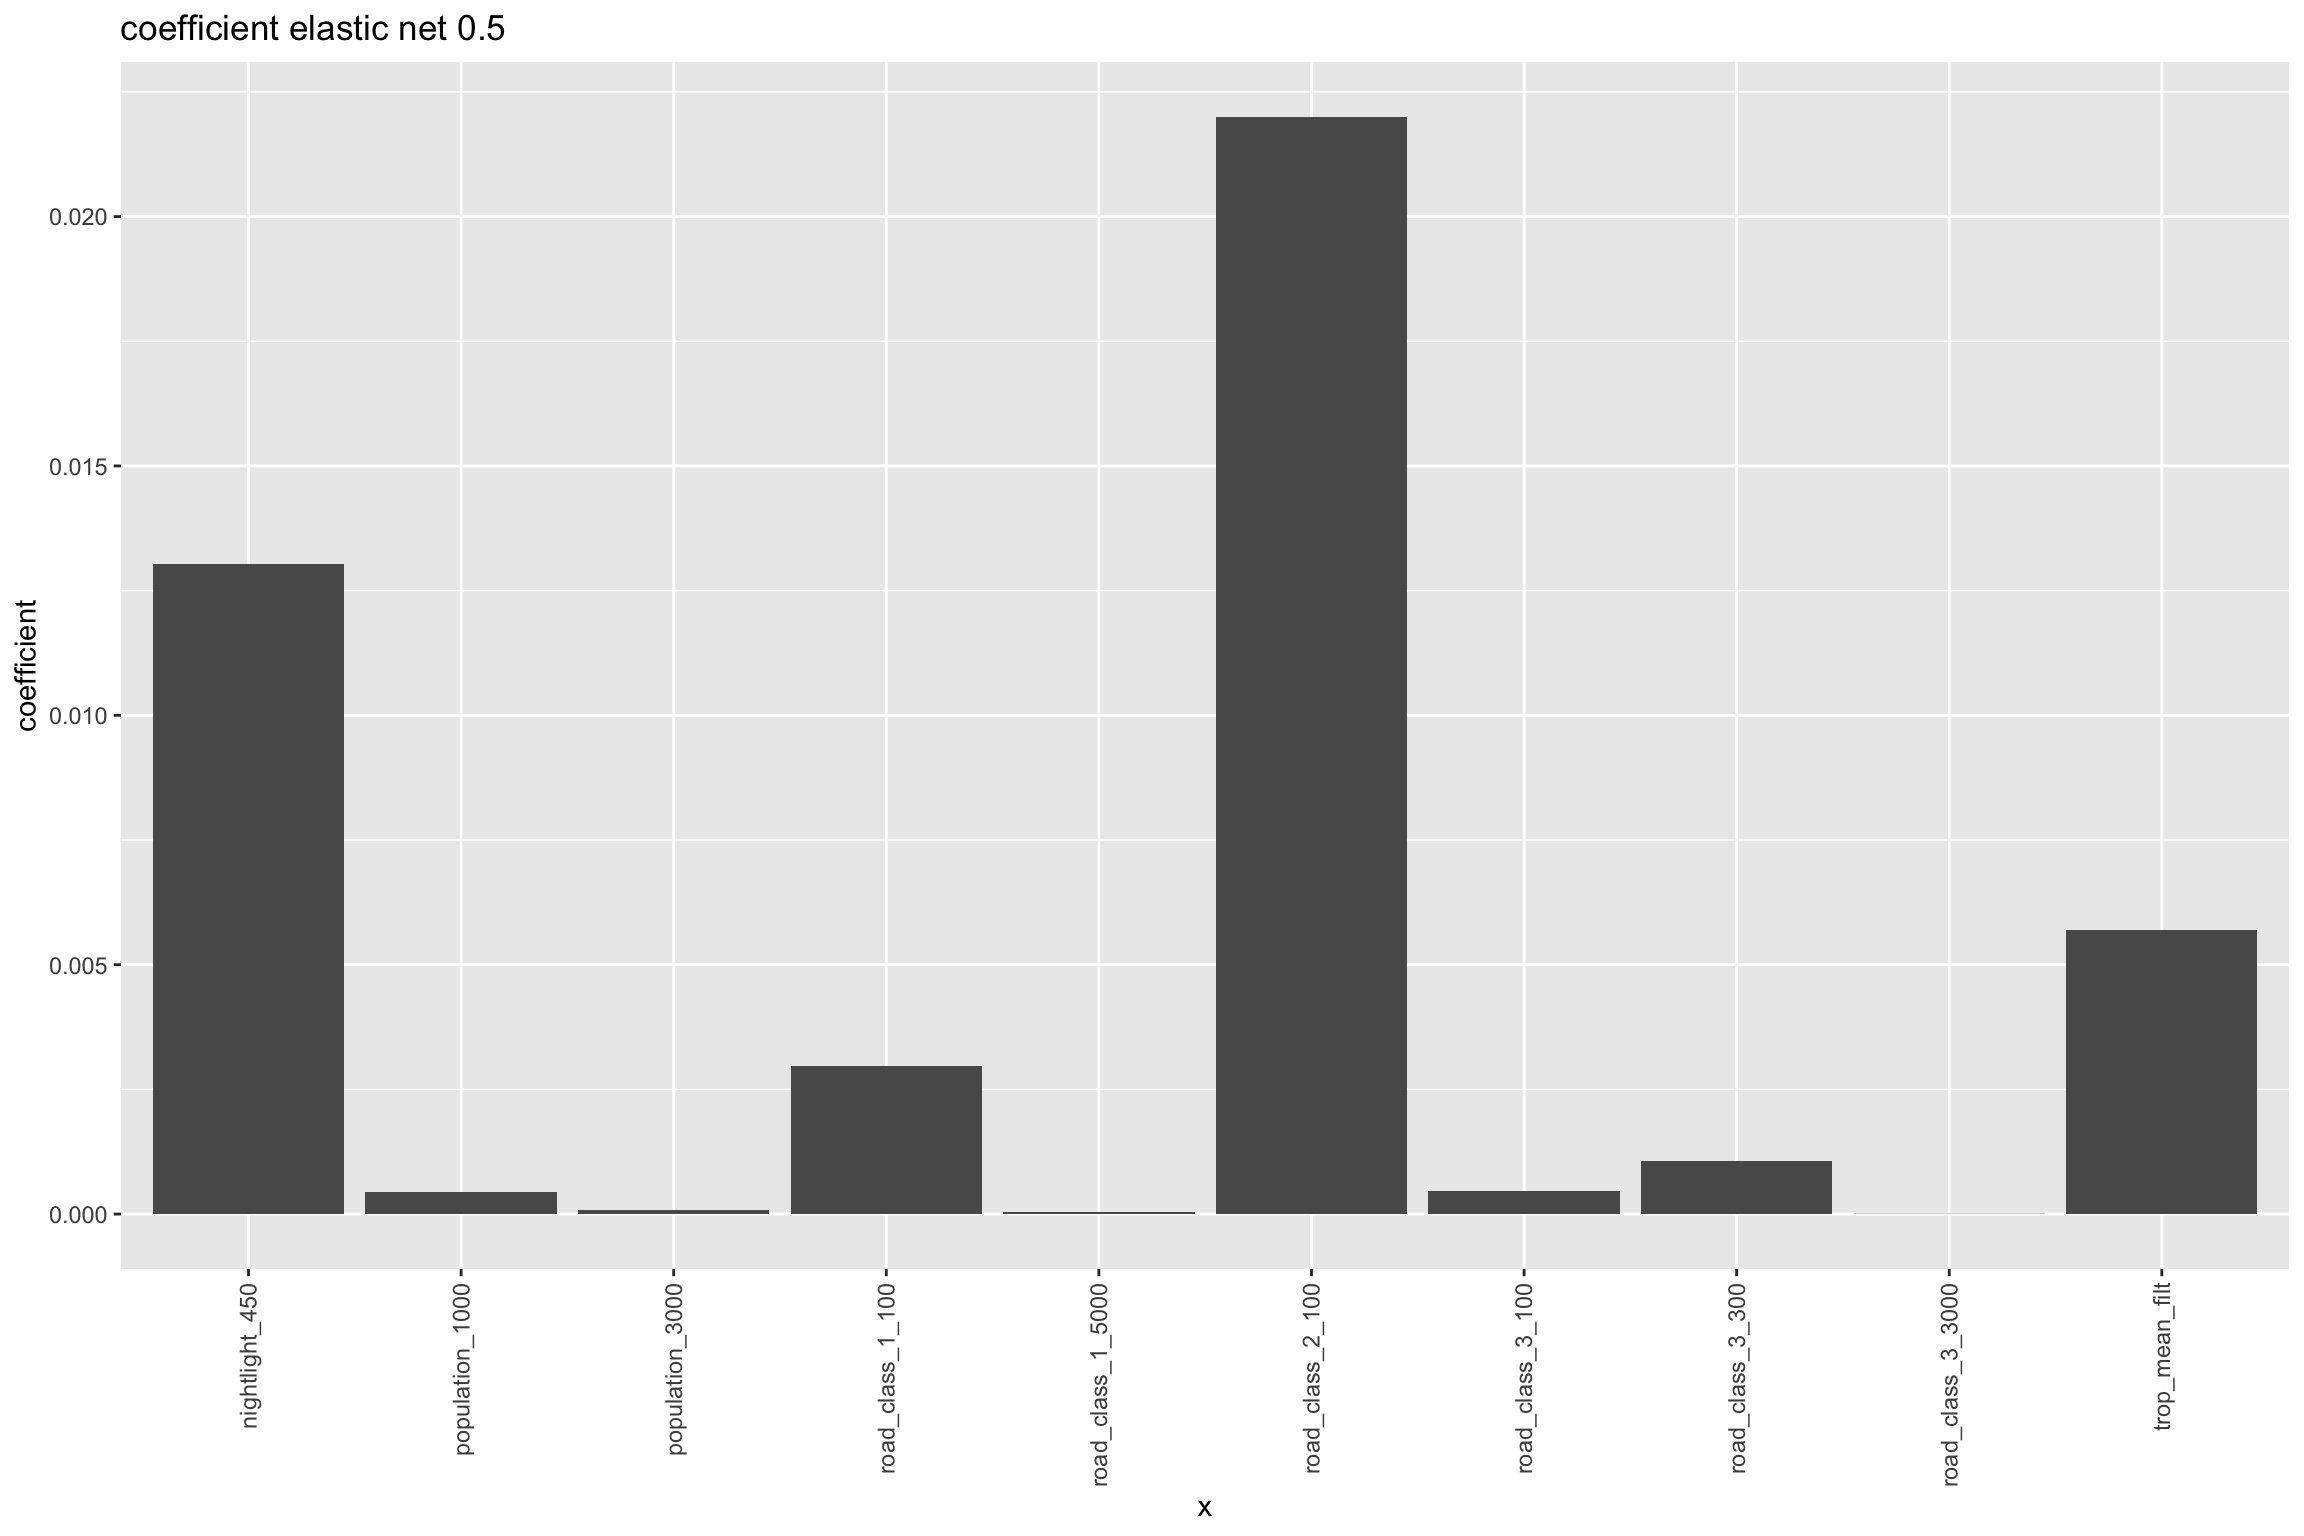 coefficient elastic net 0.5
coefficient
0.020
0.015
0.010
0.005
0.000
nightlight_450
population_1000
population_3000
road_class_1_100
road_class_1_5000
road_class_2_100
road_class_3_100
road_class_3_300
road_class_3_3000
trop_mean_filt
x